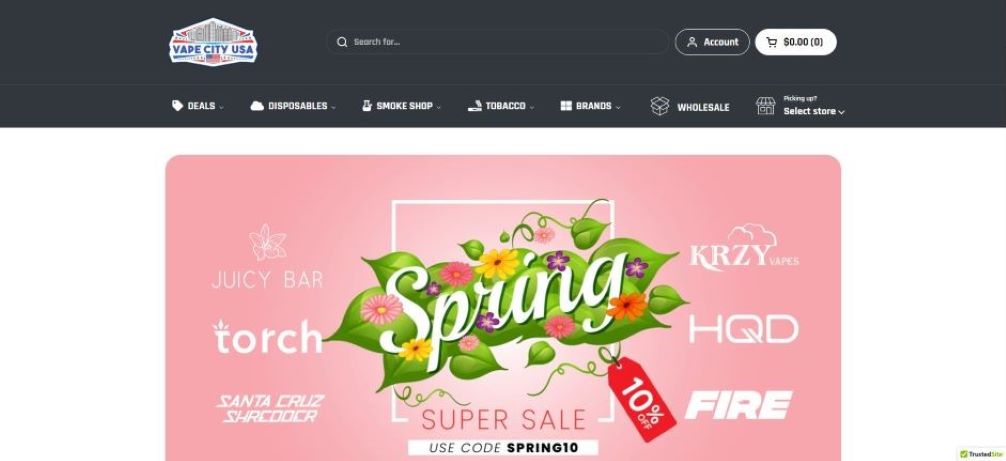 VAPE CITY USA
Search for...
Account
$0.00 (0)
DEALS
DISPOSABLES
SMOKE SHOP
TOBACCO
BRANDS
WHOLESALE
Picking up?
Select store
JUICY BAR
torch
SANTA CRUZ
SHREDDER
Spring
KRZY VAPES
HQD
FIRE
10%
OFF
SUPER SALE
USE CODE SPRING10
TrustedSite